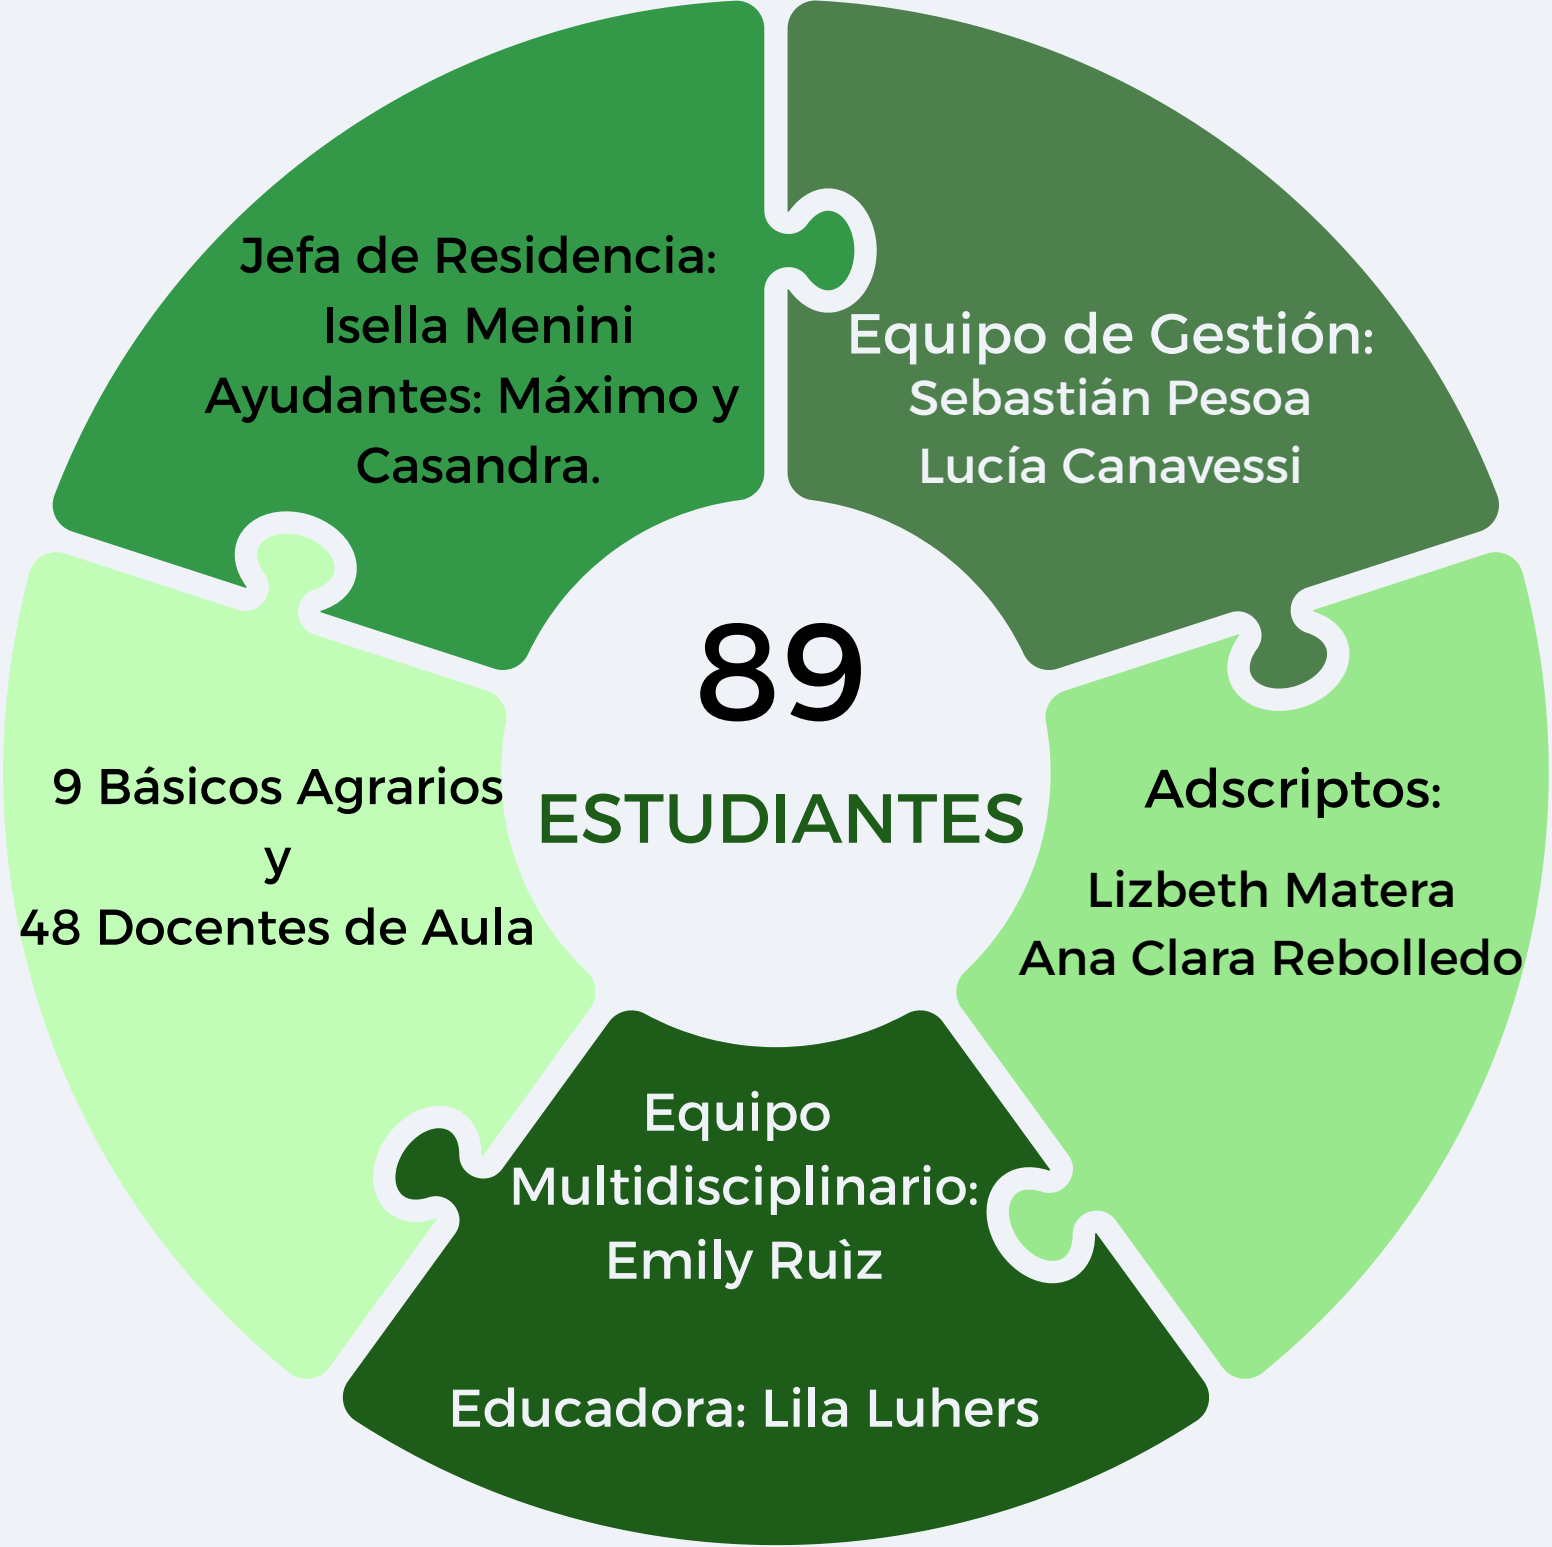 Jefa de Residencia:
Isella Menini
Ayudantes: Máximo y
Casandra.
Equipo de Gestión:
Sebastián Pesoa
Lucía Canavessi
89
ESTUDIANTES
9 Básicos Agrarios
y
48 Docentes de Aula
Adscriptos:
Lizbeth Matera
Ana Clara Rebolledo
Equipo
Multidisciplinario:
Emily Ruìz
Educadora: Lila Luhers